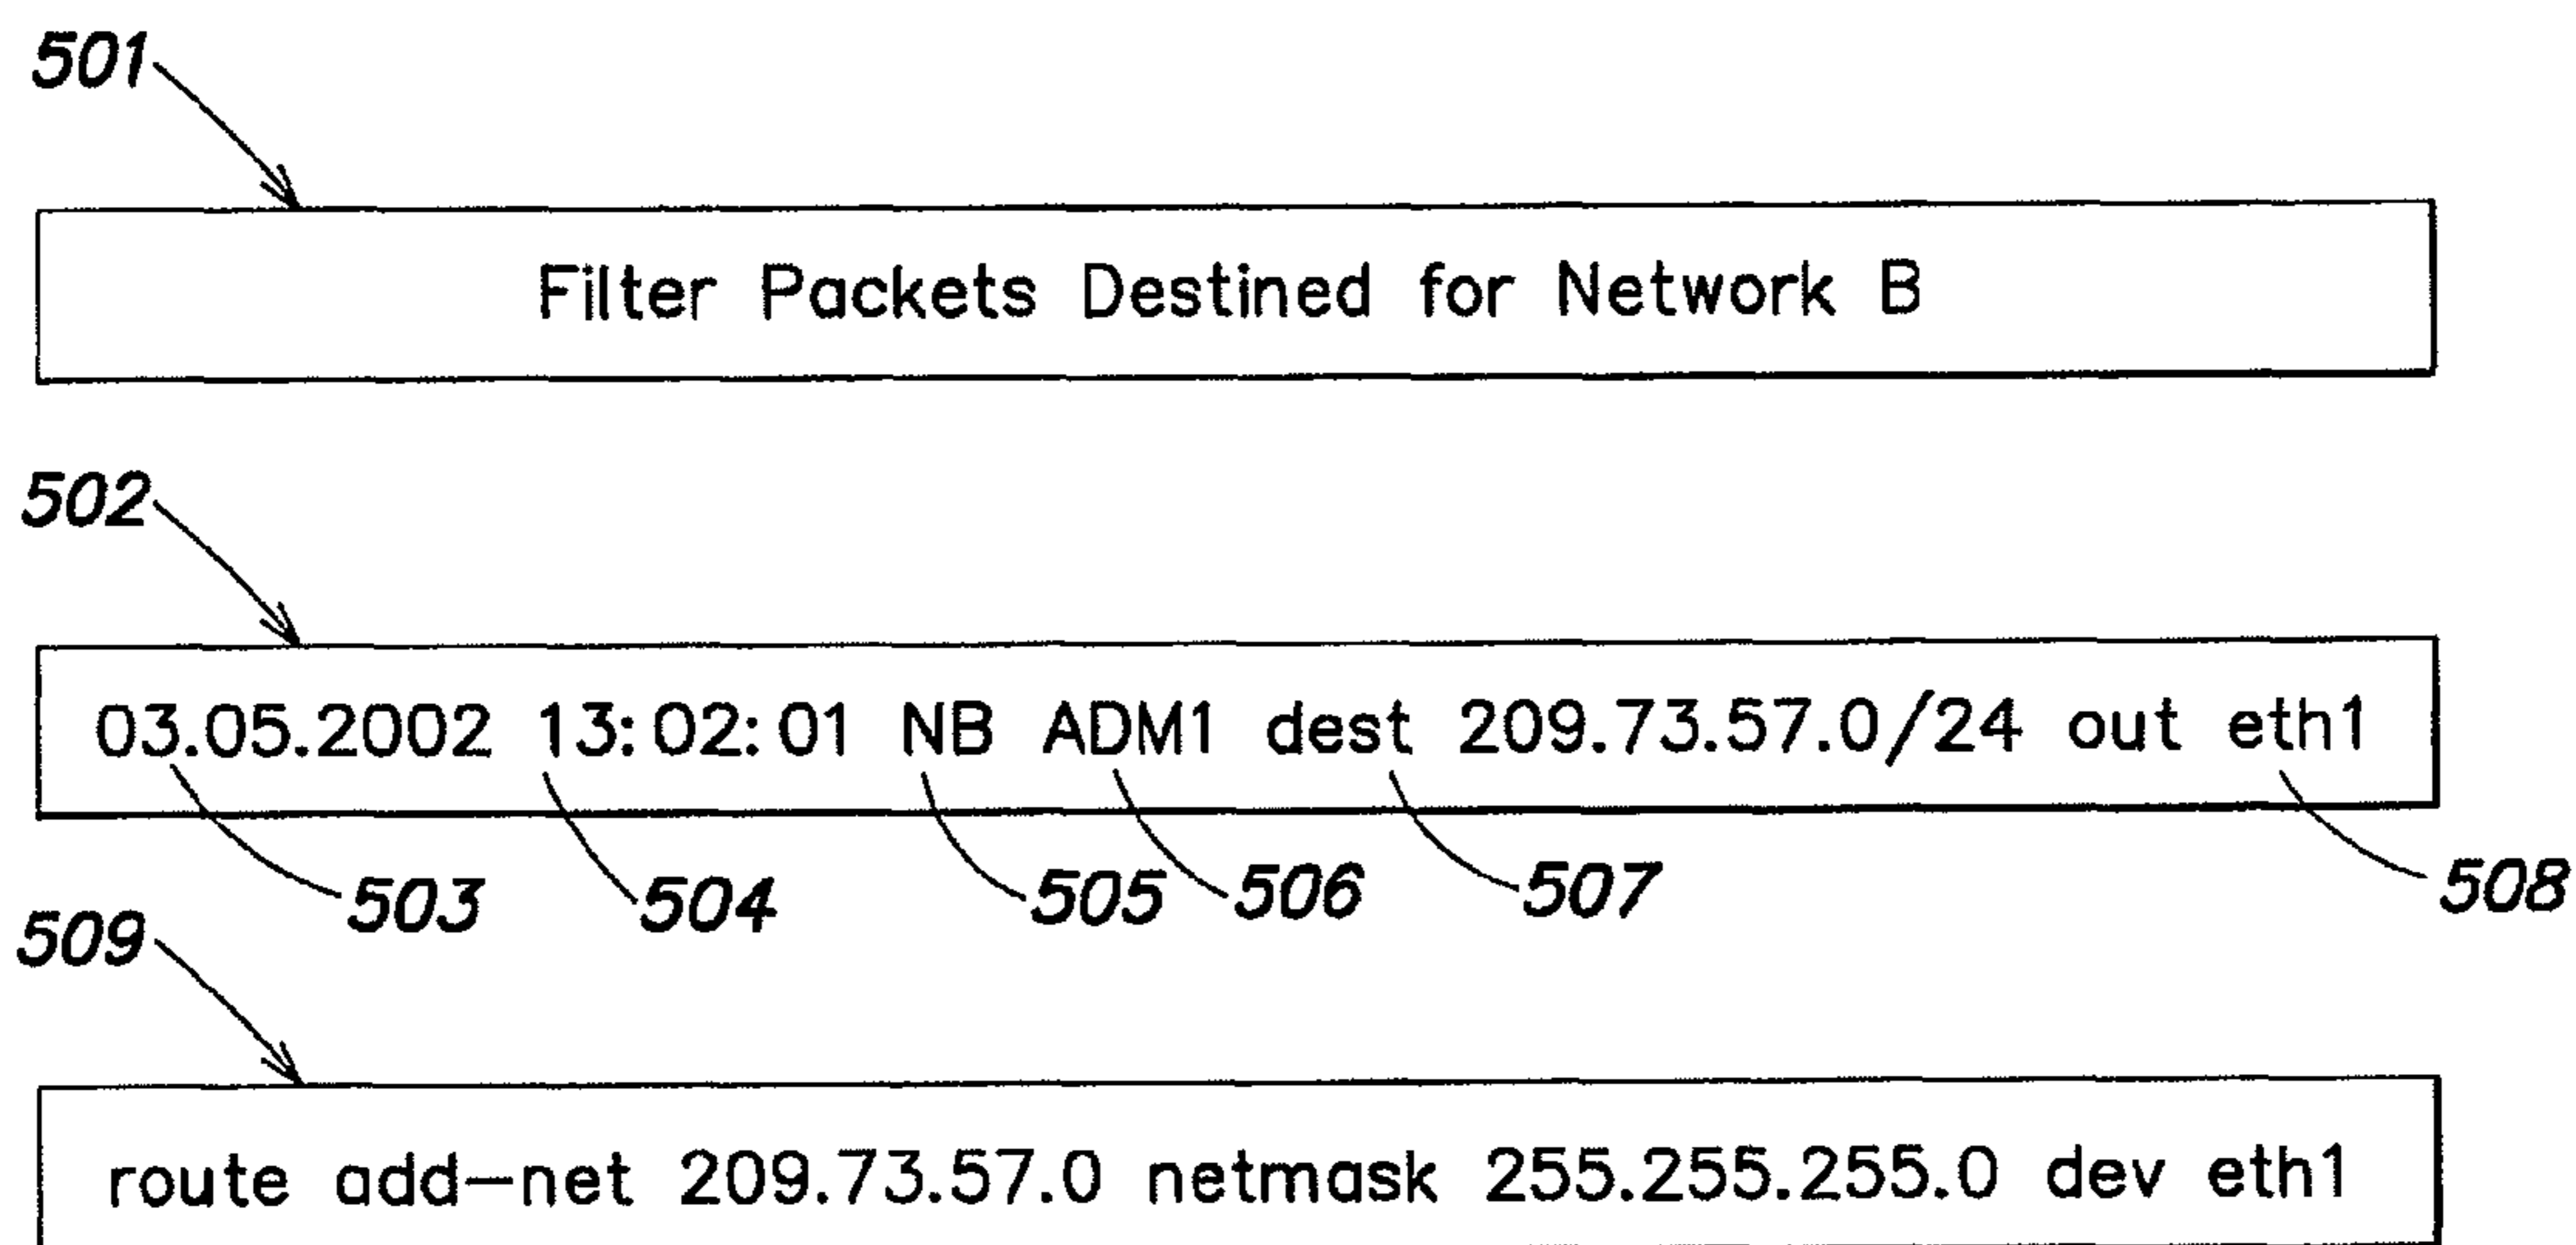 501
Filter Packets Destined for Network B
502
03.05.2002 13:02:01 NB ADM1 dest 209.73.57.0/24 out eth1
503 504 505 506 507 508
509
route add-net 209.73.57.0 netmask 255.255.255.0 dev eth1